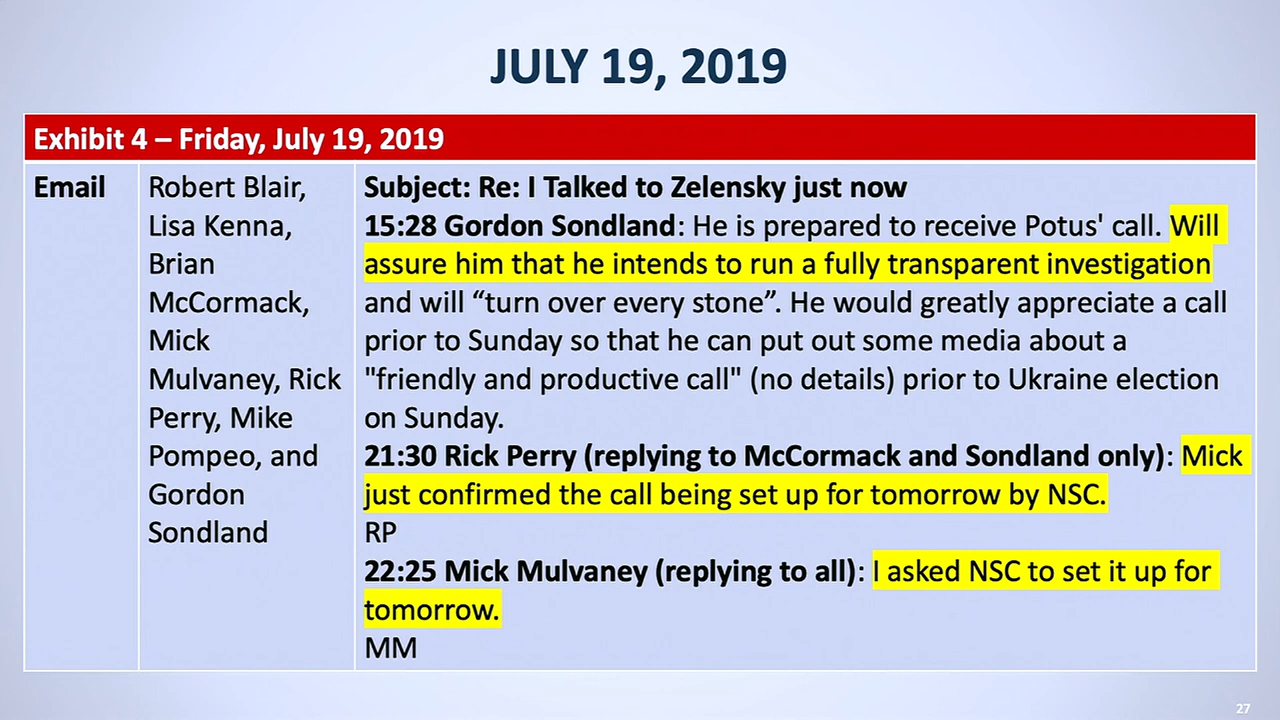 JULY 19, 2019
Exhibit 4 – Friday, July 19, 2019
Email
Robert Blair,
Lisa Kenna,
Brian
McCormack,
Mick
Mulvaney, Rick
Perry, Mike
Pompeo, and
Gordon
Sondland
Subject: Re: I Talked to Zelensky just now
15:28 Gordon Sondland: He is prepared to receive Potus' call. Will
assure him that he intends to run a fully transparent investigation
and will “turn over every stone”. He would greatly appreciate a call
prior to Sunday so that he can put out some media about a
"friendly and productive call" (no details) prior to Ukraine election
on Sunday.
21:30 Rick Perry (replying to McCormack and Sondland only): Mick
just confirmed the call being set up for tomorrow by NSC.
RP
22:25 Mick Mulvaney (replying to all): I asked NSC to set it up for
tomorrow.
MM
27